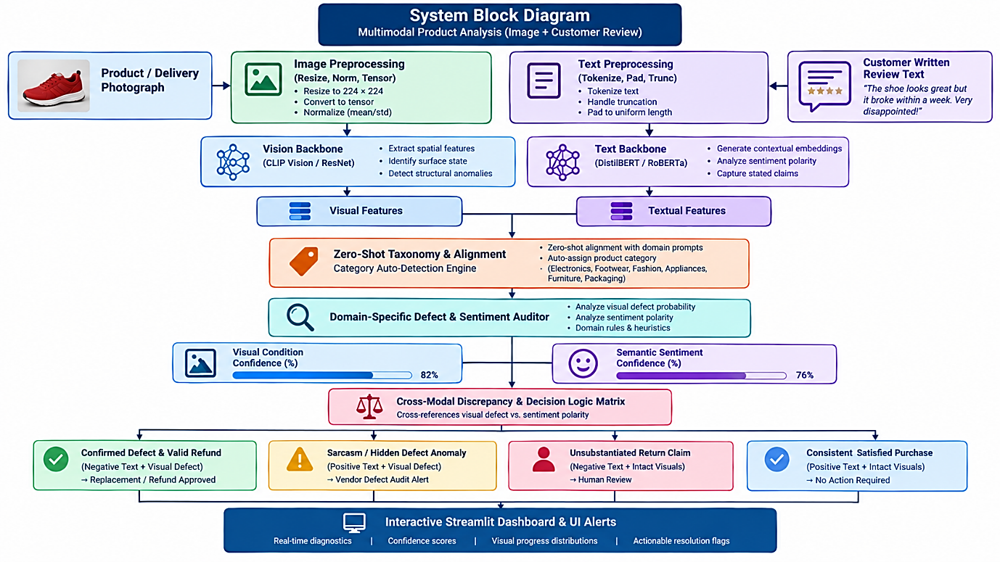 System Block Diagram
Multimodal Product Analysis (Image + Customer Review)
Product / Delivery
Photograph
Image Preprocessing
(Resize, Norm, Tensor)
• Resize to 224 × 224
• Convert to tensor
• Normalize (mean/std)
Text Preprocessing
(Tokenize, Pad, Trunc)
• Tokenize text
• Handle truncation
• Pad to uniform length
Customer Written
Review Text
"The shoe looks great but
it broke within a week. Very
disappointed!"
Vision Backbone
(CLIP Vision / ResNet)
• Extract spatial features
• Identify surface state
• Detect structural anomalies
Text Backbone
(DistilBERT / RoBERTa)
• Generate contextual embeddings
• Analyze sentiment polarity
• Capture stated claims
Visual Features
Textual Features
Zero-Shot Taxonomy & Alignment
Category Auto-Detection Engine
• Zero-shot alignment with domain prompts
• Auto-assign product category
· (Electronics, Footwear, Fashion, Appliances,
Furniture, Packaging)
Domain-Specific Defect & Sentiment Auditor
• Analyze visual defect probability
• Analyze sentiment polarity
• Domain rules & heuristics
Visual Condition
Confidence (%)
82%
Semantic Sentiment
Confidence (%)
76%
Cross-Modal Discrepancy & Decision Logic Matrix
Cross-references visual defect vs. sentiment polarity
Confirmed Defect & Valid Refund
(Negative Text + Visual Defect)
→ Replacement / Refund Approved
Sarcasm / Hidden Defect Anomaly
(Positive Text + Visual Defect)
→ Vendor Defect Audit Alert
Unsubstantiated Return Claim
(Negative Text + Intact Visuals)
→ Human Review
Consistent Satisfied Purchase
(Positive Text + Intact Visuals)
→ No Action Required
Interactive Streamlit Dashboard & UI Alerts
Real-time diagnostics | Confidence scores | Visual progress distributions | Actionable resolution flags